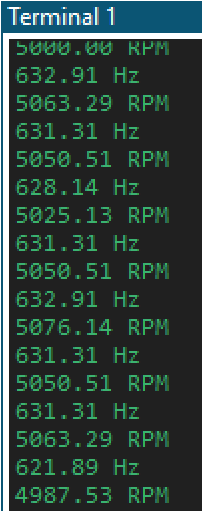 Terminal 1
5000.00 RPM
632.91 Hz
5063.29 RPM
631.31 Hz
5050.51 RPM
628.14 Hz
5025.13 RPM
631.31 Hz
5050.51 RPM
632.91 Hz
5076.14 RPM
631.31 Hz
5050.51 RPM
631.31 Hz
5063.29 RPM
621.89 Hz
4987.53 RPM